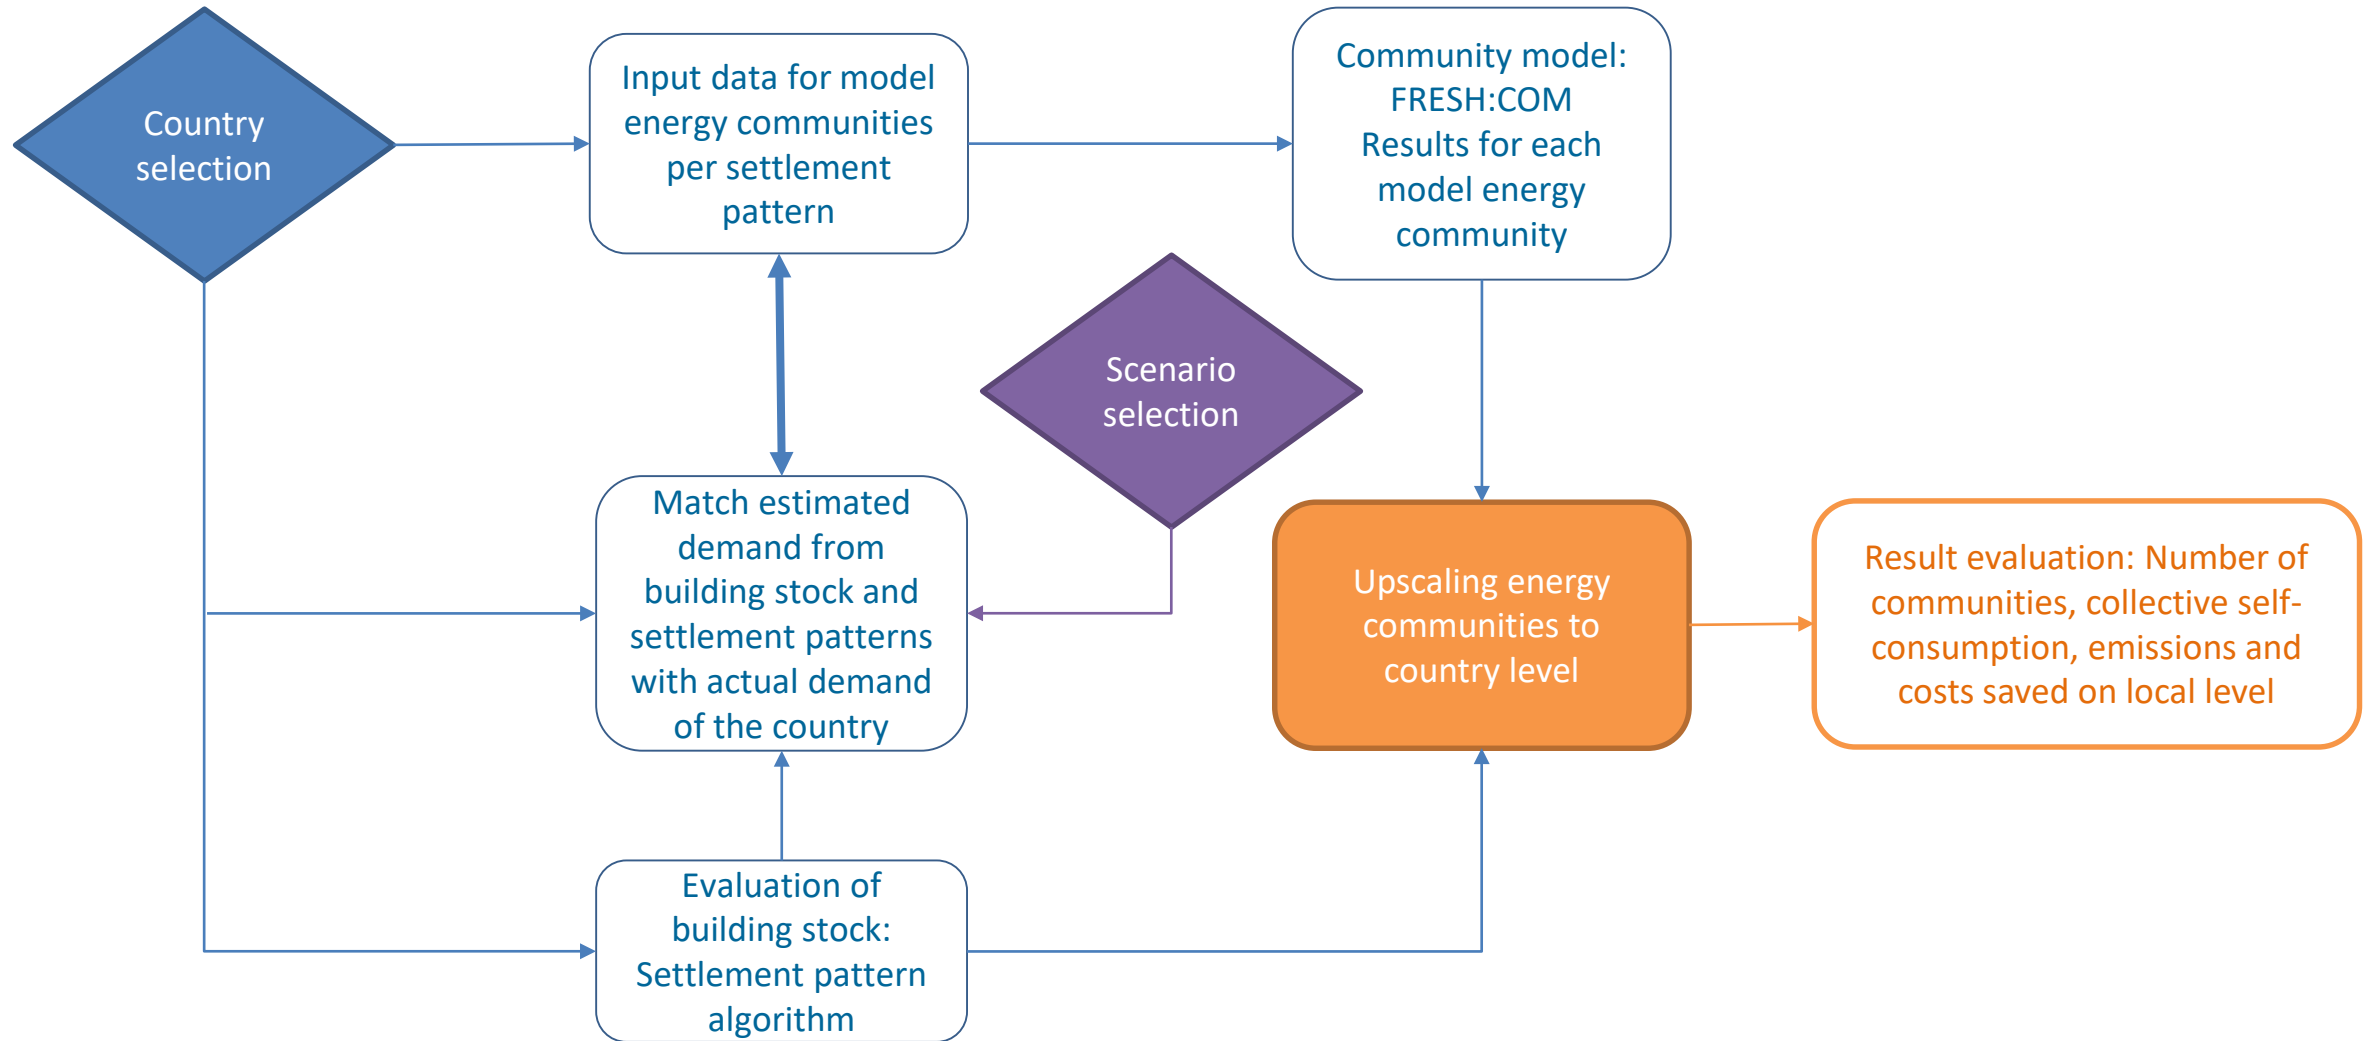 Country
selection
Input data for model
energy communities
per settlement
pattern
Community model:
FRESH:COM
Results for each
model energy
community
Scenario
selection
Match estimated
demand from
building stock and
settlement patterns
with actual demand
of the country
Upscaling energy
communities to
country level
Result evaluation: Number of
communities, collective self-
consumption, emissions and
costs saved on local level
Evaluation of
building stock:
Settlement pattern
algorithm